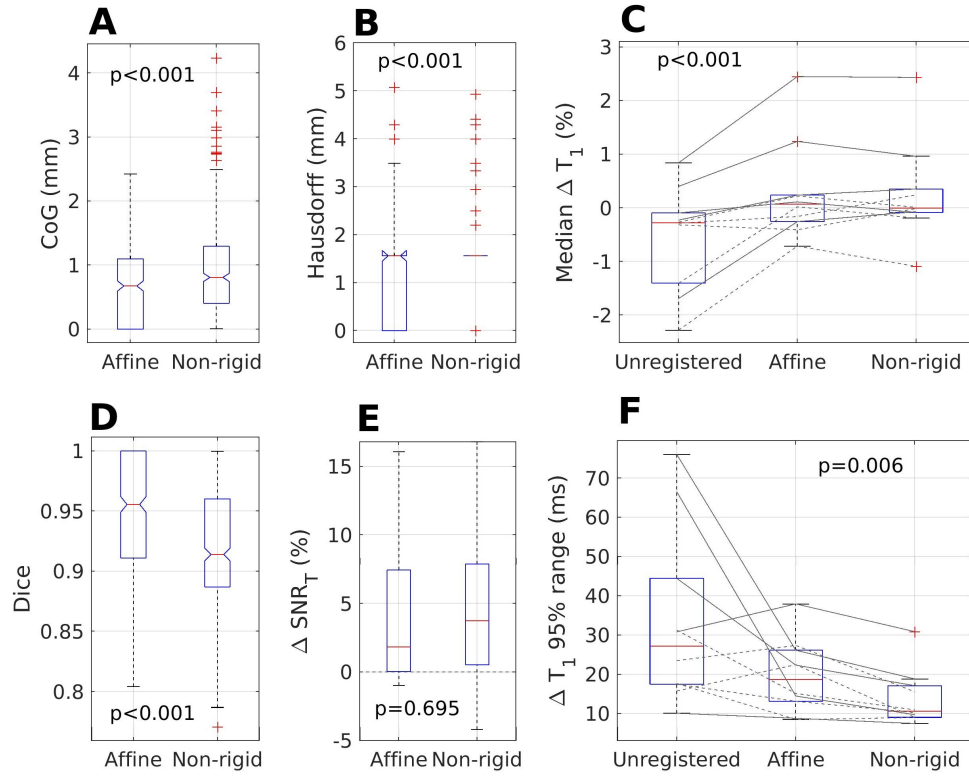 A
CoG (mm)
4
3
2
1
0
p<0.001
Affine
Non-rigid
B
Hausdorff (mm)
6
5
4
3
2
1
0
p<0.001
Affine
Non-rigid
C
Median Δ T1 (%)
3
2
1
0
-1
-2
p<0.001
Unregistered
Affine
Non-rigid
D
Dice
1
0.95
0.9
0.85
0.8
p<0.001
Affine
Non-rigid
E
Δ SNRT (%)
15
10
5
0
-5
p=0.695
Affine
Non-rigid
F
Δ T1 95% range (ms)
70
60
50
40
30
20
10
p=0.006
Unregistered
Affine
Non-rigid